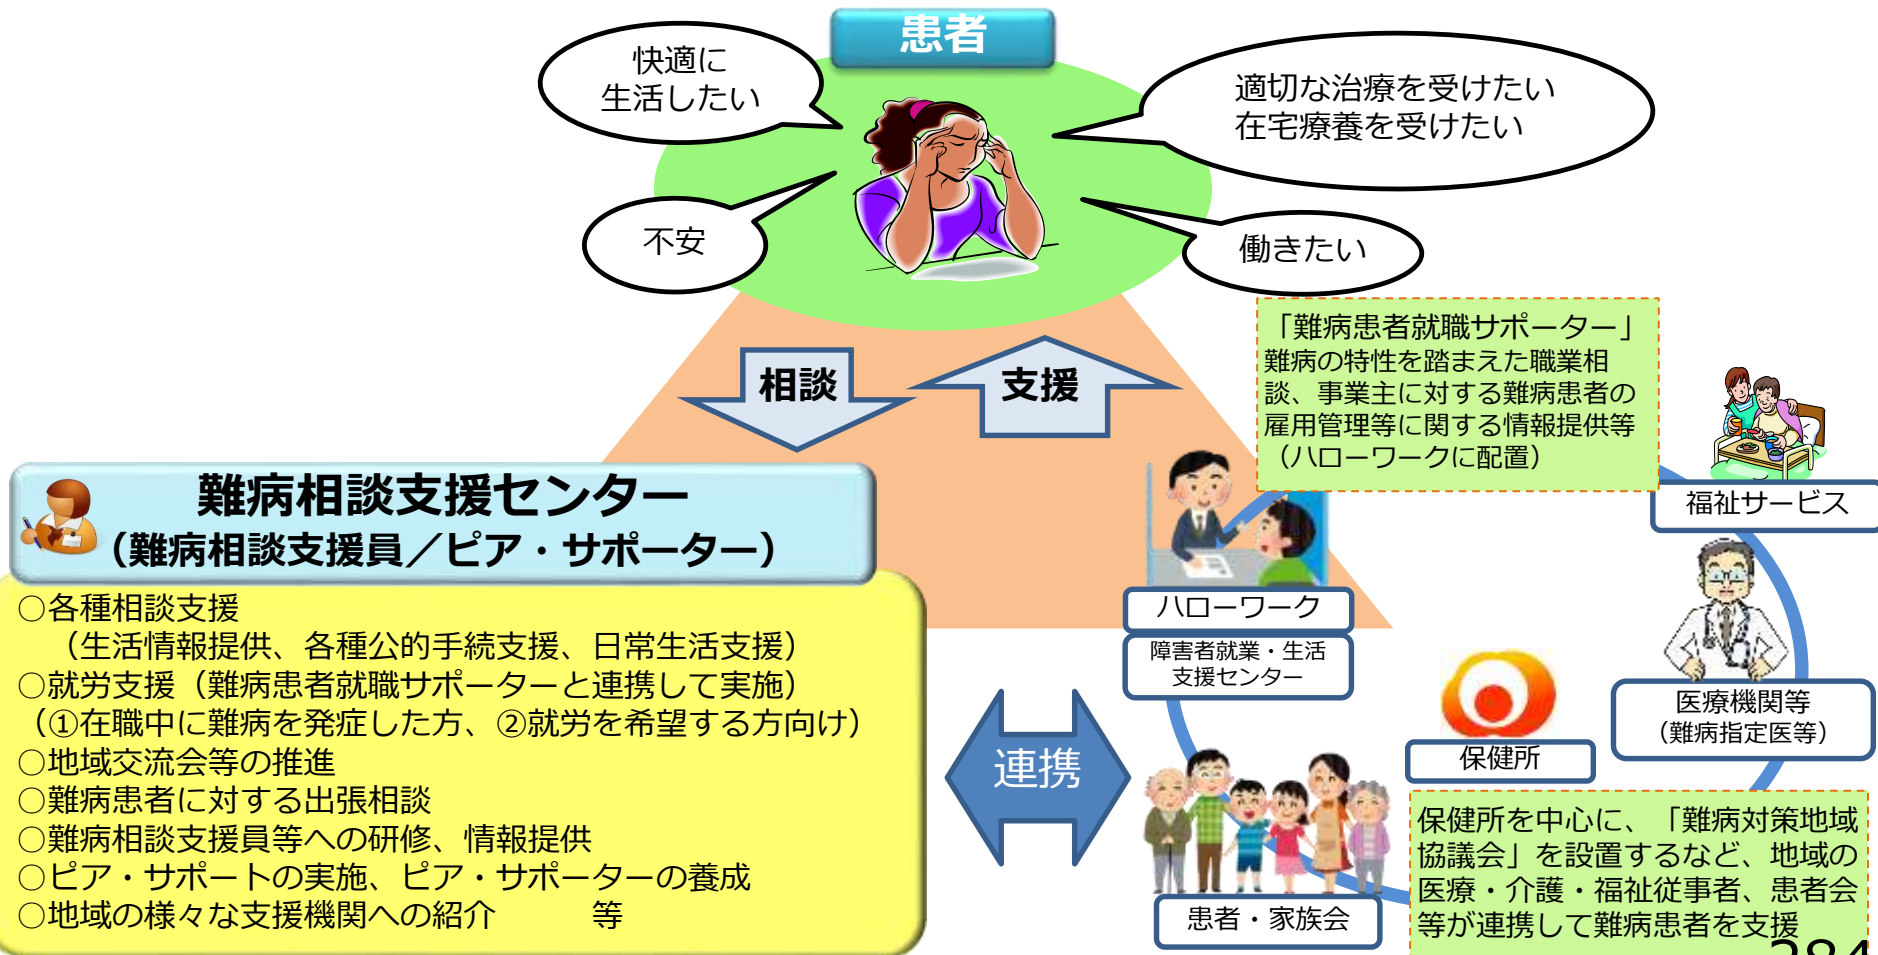 患者
快適に
生活したい
適切な治療を受けたい
在宅療養を受けたい
不安
働きたい
相談
支援
「難病患者就職サポーター」
難病の特性を踏まえた職業相
談、事業主に対する難病患者の
雇用管理等に関する情報提供等
（ハローワークに配置）
福祉サービス
難病相談支援センター
（難病相談支援員／ピア・サポーター）
○各種相談支援
（生活情報提供、各種公的手続支援、日常生活支援）
○就労支援（難病患者就職サポーターと連携して実施）
（①在職中に難病を発症した方、②就労を希望する方向け）
○地域交流会等の推進
○難病患者に対する出張相談
○難病相談支援員等への研修、情報提供
○ピア・サポートの実施、ピア・サポーターの養成
○地域の様々な支援機関への紹介　　　等
連携
ハローワーク
障害者就業・生活
支援センター
医療機関等
（難病指定医等）
保健所
患者・家族会
保健所を中心に、「難病対策地域
協議会」を設置するなど、地域の
医療・介護・福祉従事者、患者会
等が連携して難病患者を支援